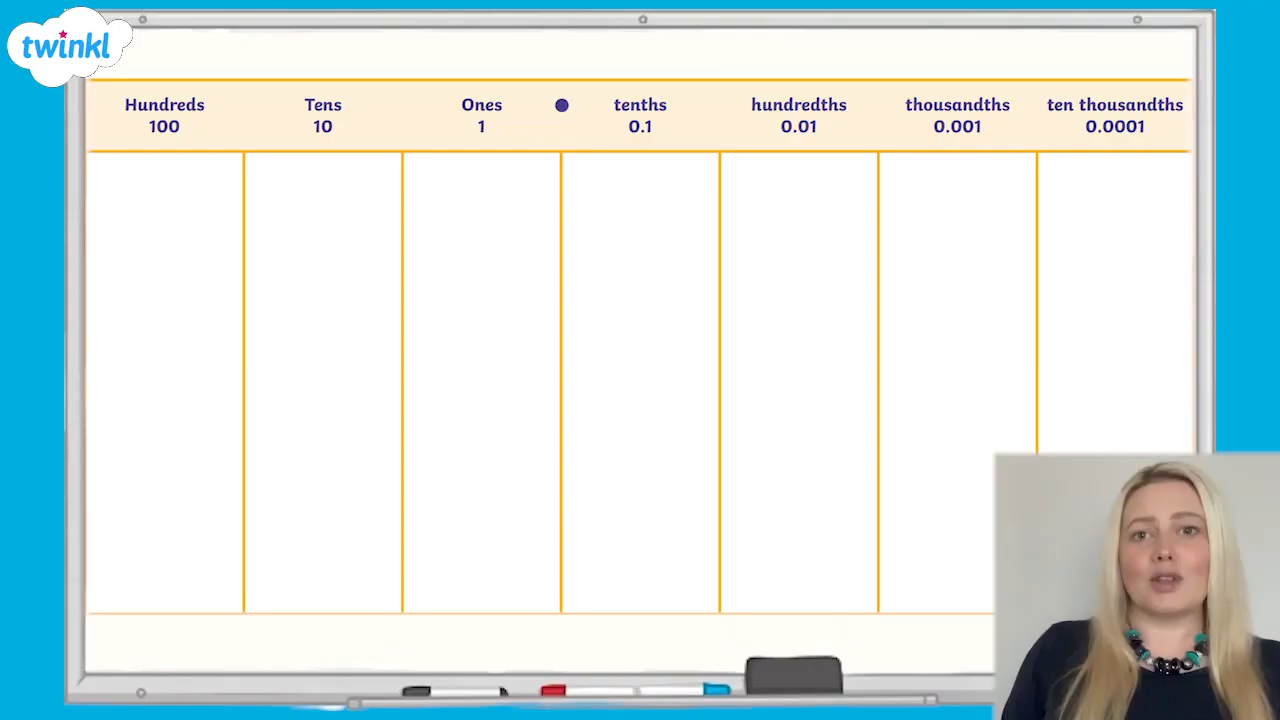 twinkl
Hundreds Tens Ones tenths hundredths thousandths ten thousandths
100 10 1 0.1 0.01 0.001 0.0001